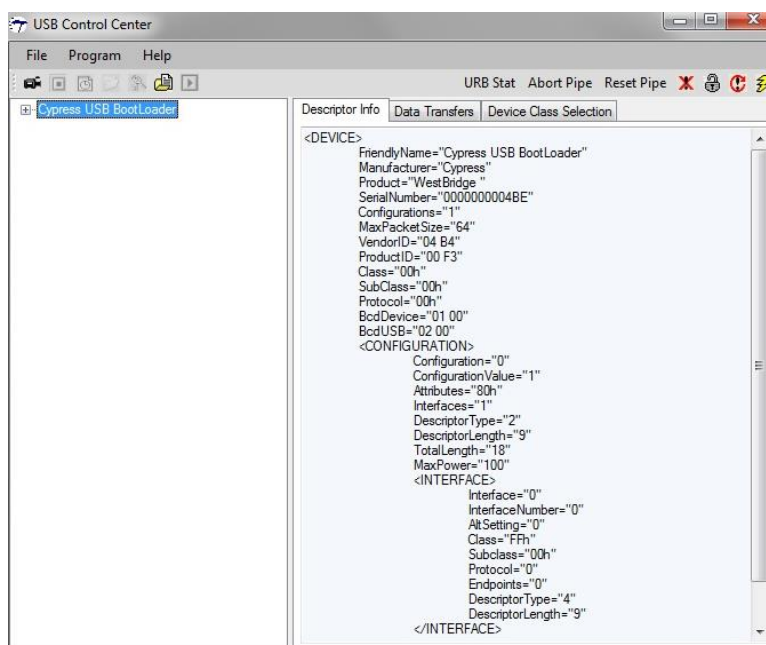 USB Control Center
File Program Help
URB Stat Abort Pipe Reset Pipe
Cypress USB BootLoader
Descriptor Info Data Transfers Device Class Selection
<DEVICE>
FriendlyName="Cypress USB BootLoader"
Manufacturer="Cypress"
Product="WestBridge "
SerialNumber="0000000004BE"
Configurations="1"
MaxPacketSize="64"
VendorID="04 B4"
ProductID="00 F3"
Class="00h"
SubClass="00h"
Protocol="00h"
BcdDevice="01 00"
BcdUSB="02 00"
<CONFIGURATION>
Configuration="0"
ConfigurationValue="1"
Attributes="80h"
Interfaces="1"
DescriptorType="2"
DescriptorLength="9"
TotalLength="18"
MaxPower="100"
<INTERFACE>
Interface="0"
InterfaceNumber="0"
AltSetting="0"
Class="FFh"
Subclass="00h"
Protocol="0"
Endpoints="0"
DescriptorType="4"
DescriptorLength="9"
</INTERFACE>